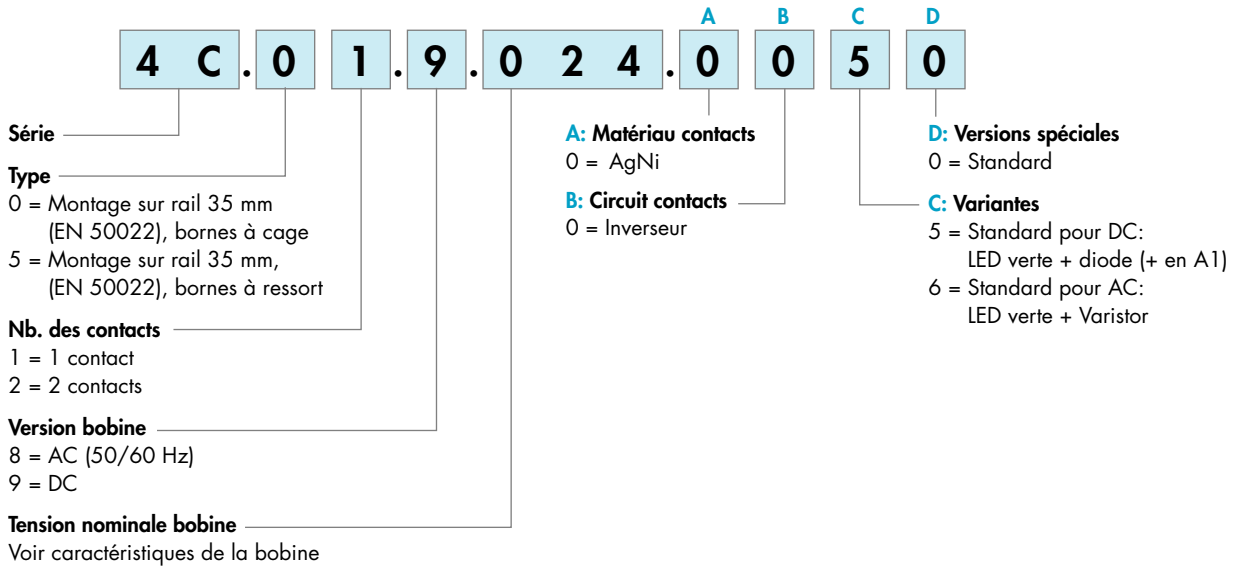 A B C D
4 C . 0 1 . 9 . 0 2 4 . 0 0 5 0
Série
Type
0 = Montage sur rail 35 mm
(EN 50022), bornes à cage
5 = Montage sur rail 35 mm,
(EN 50022), bornes à ressort
Nb. des contacts
1 = 1 contact
2 = 2 contacts
Version bobine
8 = AC (50/60 Hz)
9 = DC
Tension nominale bobine
Voir caractéristiques de la bobine
A: Matériau contacts
0 = AgNi
B: Circuit contacts
0 = Inverseur
D: Versions spéciales
0 = Standard
C: Variantes
5 = Standard pour DC:
LED verte + diode (+ en A1)
6 = Standard pour AC:
LED verte + Varistor